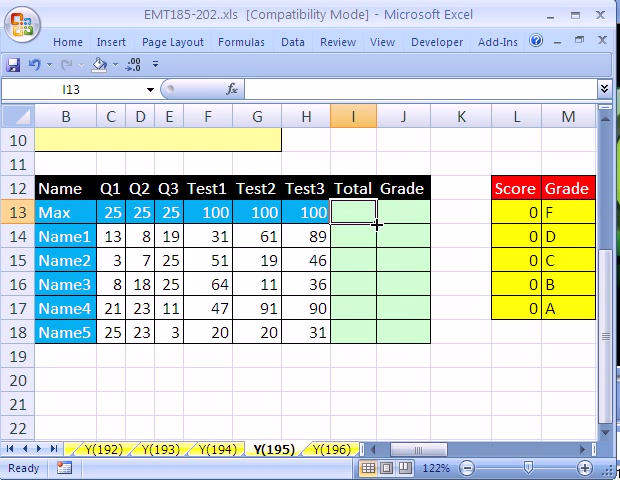 EMT185-202..xls [Compatibility Mode] - Microsoft Excel
Home Insert Page Layout Formulas Data Review View Developer Add-Ins
I13 fx
B C D E F G H I J K L M
10
11
12 Name Q1 Q2 Q3 Test1 Test2 Test3 Total Grade Score Grade
13 Max 25 25 25 100 100 100 0 F
14 Name1 13 8 19 31 61 89 0 D
15 Name2 3 7 25 51 19 46 0 C
16 Name3 8 18 25 64 11 36 0 B
17 Name4 21 23 11 47 91 90 0 A
18 Name5 25 23 3 20 20 31
19
20
21
22
Y(192) Y(193) Y(194) Y(195) Y(196)
Ready 122%